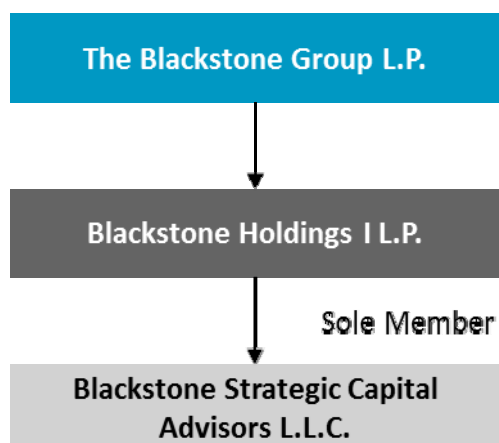 The Blackstone Group L.P.
Blackstone Holdings I L.P.
Sole Member
Blackstone Strategic Capital
Advisors L.L.C.